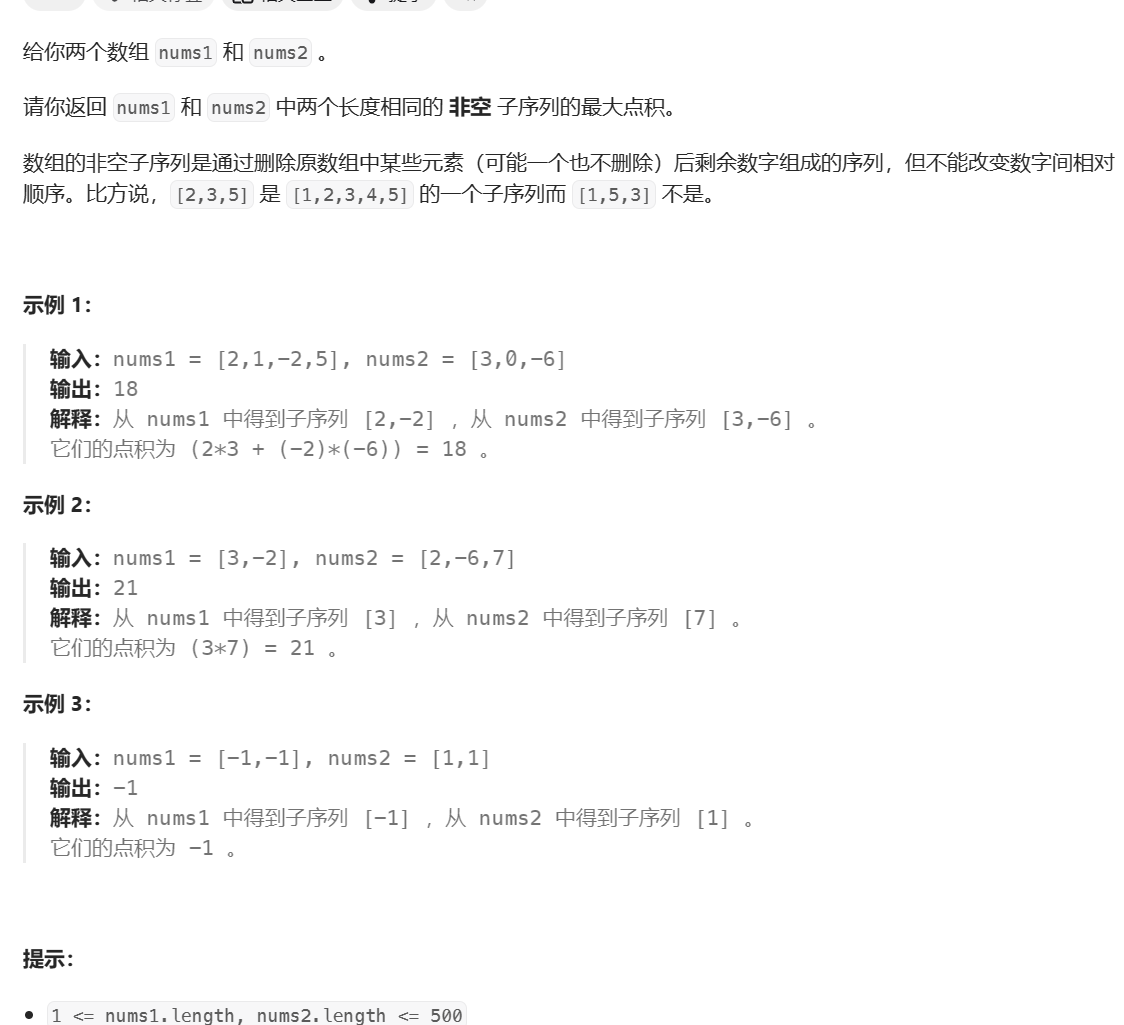 给你两个数组 nums1 和 nums2 。
请你返回 nums1 和 nums2 中两个长度相同的 非空 子序列的最大点积。
数组的非空子序列是通过删除原数组中某些元素（可能一个也不删除）后剩余数字组成的序列，但不能改变数字间相对
顺序。比方说，[2,3,5] 是 [1,2,3,4,5] 的一个子序列而 [1,5,3] 不是。
示例 1：
输入：nums1 = [2,1,-2,5], nums2 = [3,0,-6]
输出：18
解释：从 nums1 中得到子序列 [2,-2] ，从 nums2 中得到子序列 [3,-6] 。
它们的点积为 (2*3 + (-2)*(-6)) = 18 。
示例 2：
输入：nums1 = [3,-2], nums2 = [2,-6,7]
输出：21
解释：从 nums1 中得到子序列 [3] ，从 nums2 中得到子序列 [7] 。
它们的点积为 (3*7) = 21 。
示例 3：
输入：nums1 = [-1,-1], nums2 = [1,1]
输出：-1
解释：从 nums1 中得到子序列 [-1] ，从 nums2 中得到子序列 [1] 。
它们的点积为 -1 。
提示：
• 1 <= nums1.length, nums2.length <= 500